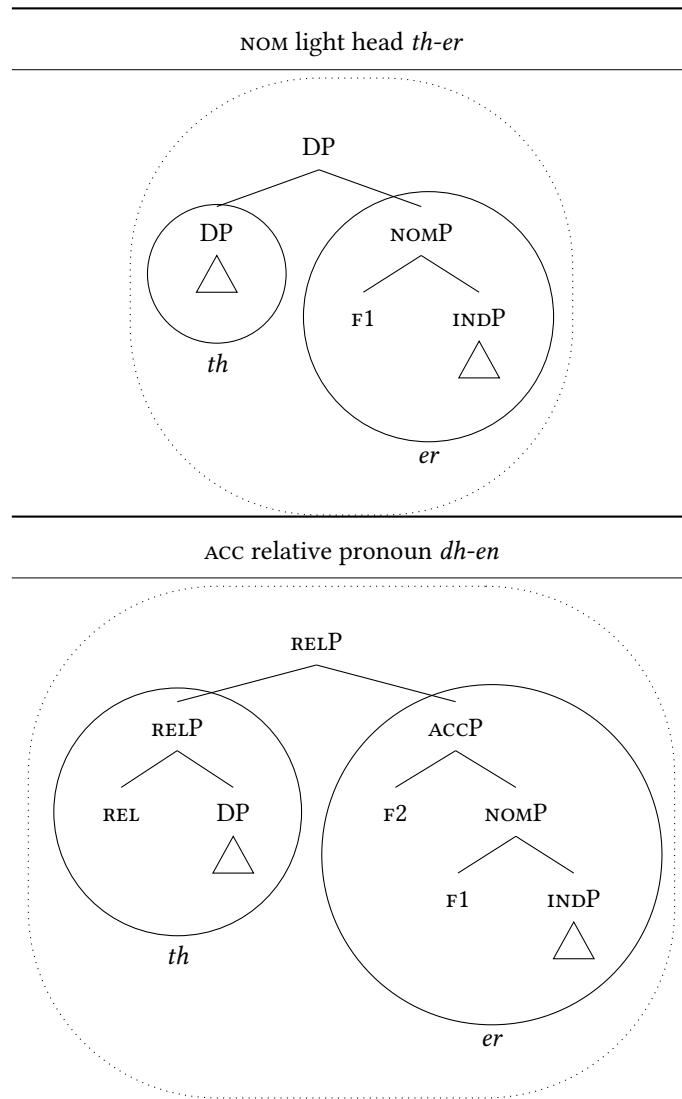 NOM light head th-er
DP
DP NOMP
F1 INDP
th
er
ACC relative pronoun dh-en
RELP
RELP ACCP
REL DP F2 NOMP
F1 INDP
th
er